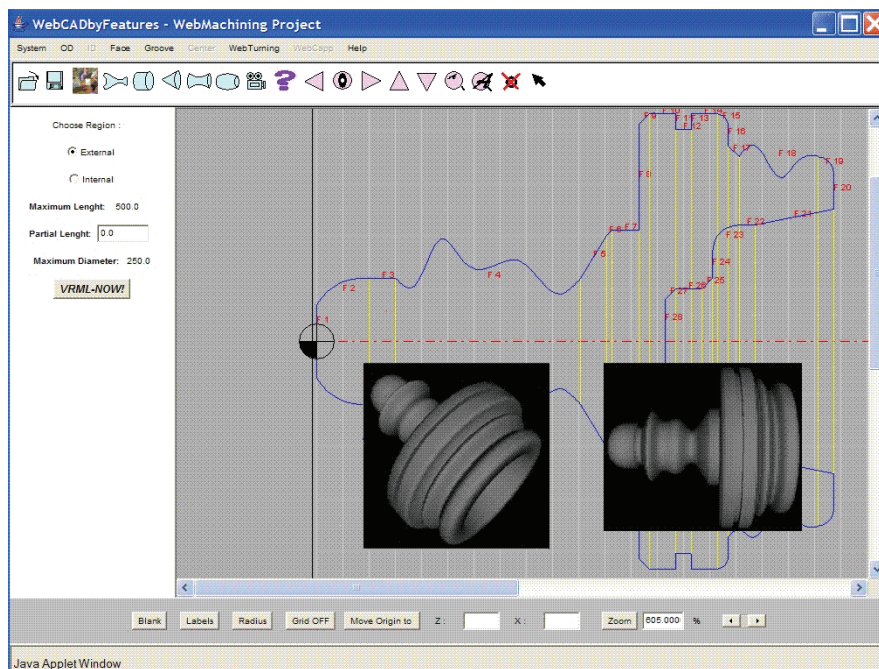 WebCADbyFeatures - WebMachining Project
System OD ID Face Groove Center WebTurning WebCapp Help
Choose Region :
External
Internal
Maximum Lenght: 500.0
Partial Lenght: 0.0
Maximum Diameter: 250.0
VRML-NOW!
F 1
F 2
F 3
F 4
F 5
F 6
F 7
F 8
F 9
F 10
F 11
F 12
F 13
F 14
F 15
F 16
F 17
F 18
F 19
F 20
F 21
F 22
F 23
F 24
F 25
F 26
F 27
F 28
Blank Labels Radius Grid OFF Move Origin to Z : X : Zoom 605.000 %
Java Applet Window